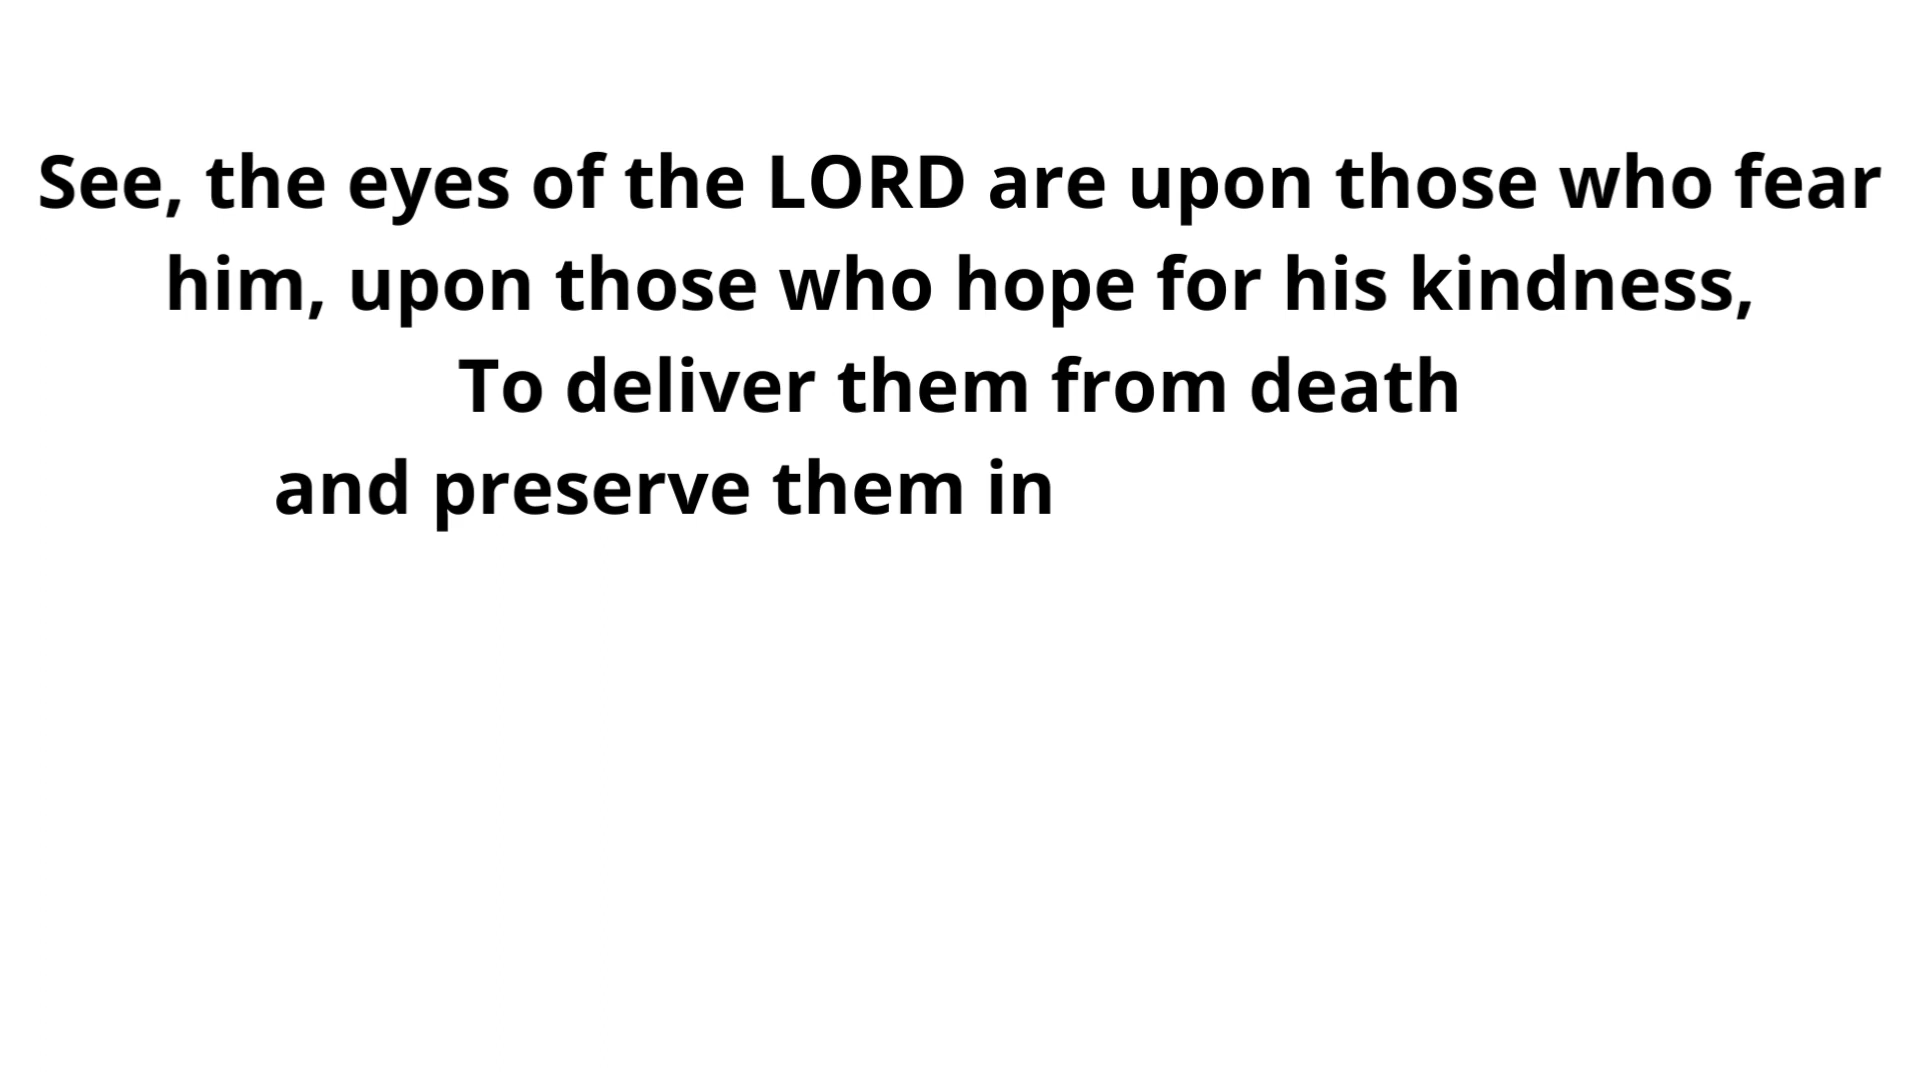 See, the eyes of the LORD are upon those who fear
him, upon those who hope for his kindness,
To deliver them from death
and preserve them in